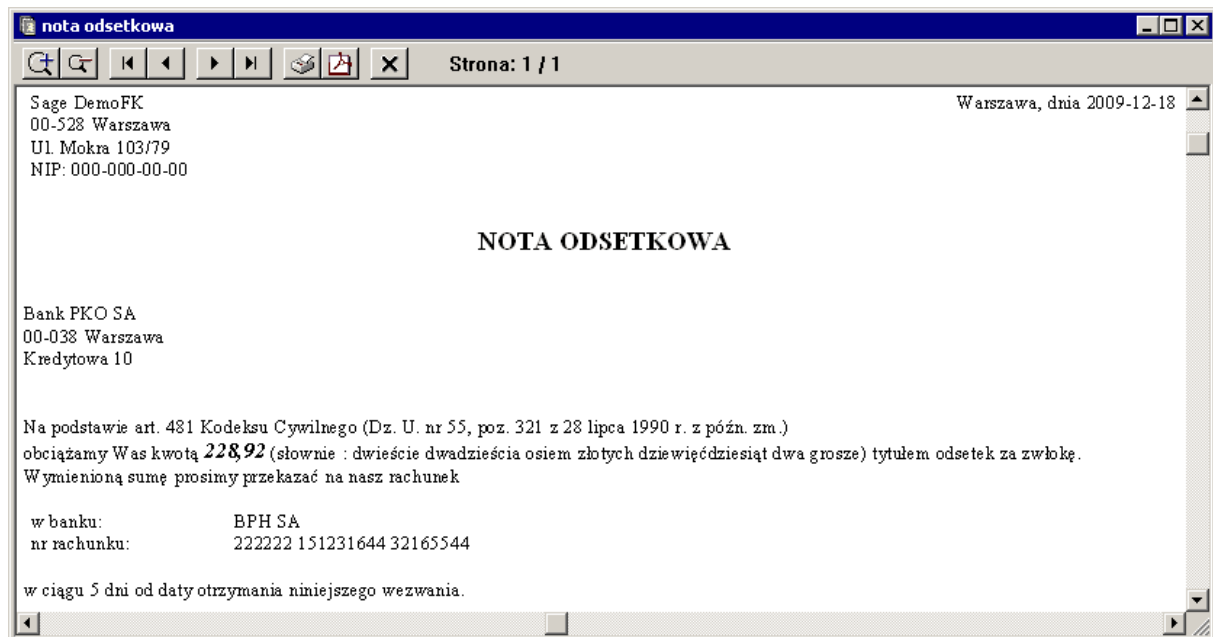 nota odsetkowa
Strona: 1 / 1
Sage DemoFK
Warszawa, dnia 2009-12-18
00-528 Warszawa
Ul. Mokra 103/79
NIP: 000-000-00-00
NOTA ODSETKOWA
Bank PKO SA
00-038 Warszawa
Kredytowa 10
Na podstawie art. 481 Kodeksu Cywilnego (Dz. U. nr 55, poz. 321 z 28 lipca 1990 r. z późn. zm.)
obciążamy Was kwotą 228,92 (słownie : dwieście dwadzieścia osiem złotych dziewięćdziesiąt dwa grosze) tytułem odsetek za zwłokę.
Wymienioną sumę prosimy przekazać na nasz rachunek
w banku: BPH SA
nr rachunku: 222222 151231644 32165544
w ciągu 5 dni od daty otrzymania niniejszego wezwania.